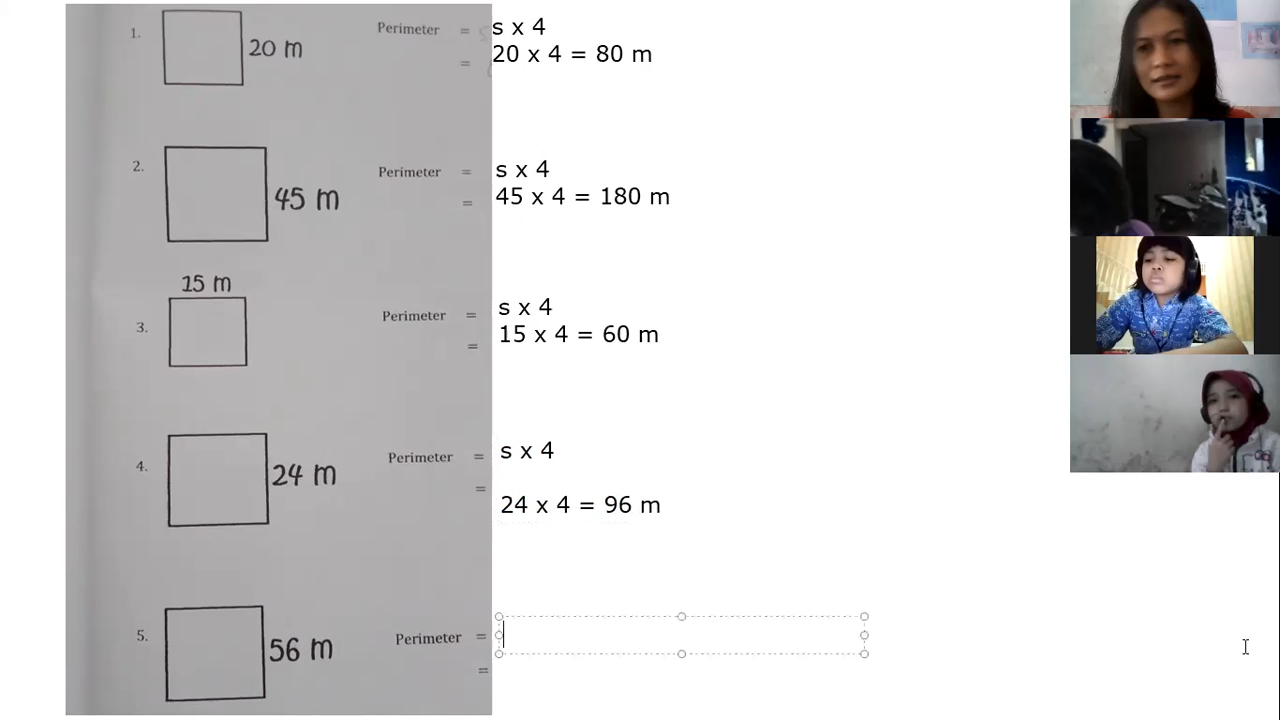 1. 20 m Perimeter = s x 4
= 20 x 4 = 80 m
2. 45 m Perimeter = s x 4
= 45 x 4 = 180 m
15 m
3. Perimeter = s x 4
= 15 x 4 = 60 m
4. 24 m Perimeter = s x 4
= 24 x 4 = 96 m
5. 56 m Perimeter =
=